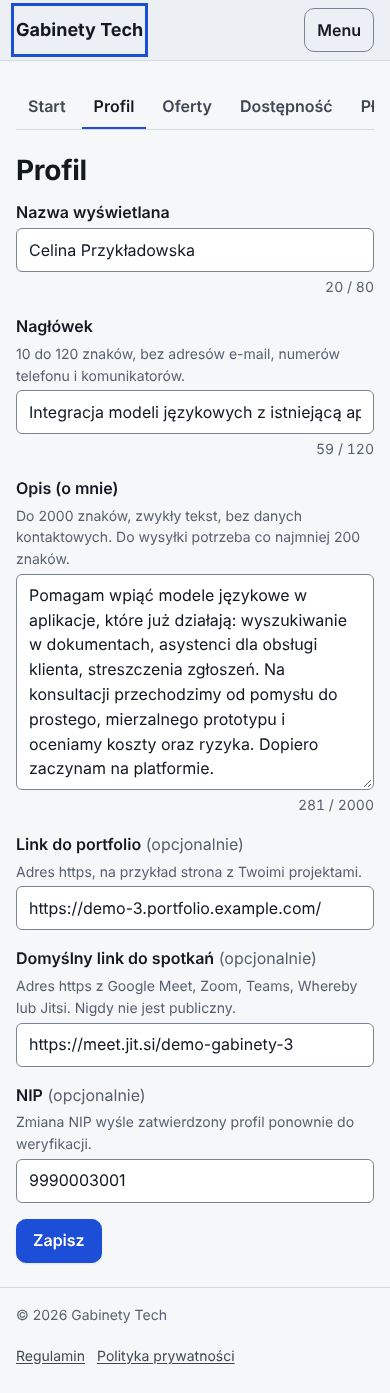 Gabinety Tech
Menu
Start Profil Oferty Dostępność
Profil
Nazwa wyświetlana
Celina Przykładowska
20 / 80
Nagłówek
10 do 120 znaków, bez adresów e-mail, numerów
telefonu i komunikatorów.
Integracja modeli językowych z istniejącą ap
59 / 120
Opis (o mnie)
Do 2000 znaków, zwykły tekst, bez danych
kontaktowych. Do wysyłki potrzeba co najmniej 200
znaków.
Pomagam wpiąć modele językowe w
aplikacje, które już działają: wyszukiwanie
w dokumentach, asystenci dla obsługi
klienta, streszczenia zgłoszeń. Na
konsultacji przechodzimy od pomysłu do
prostego, mierzalnego prototypu i
oceniamy koszty oraz ryzyka. Dopiero
zaczynam na platformie.
281 / 2000
Link do portfolio (opcjonalnie)
Adres https, na przykład strona z Twoimi projektami.
https://demo-3.portfolio.example.com/
Domyślny link do spotkań (opcjonalnie)
Adres https z Google Meet, Zoom, Teams, Whereby
lub Jitsi. Nigdy nie jest publiczny.
https://meet.jit.si/demo-gabinety-3
NIP (opcjonalnie)
Zmiana NIP wyśle zatwierdzony profil ponownie do
weryfikacji.
9990003001
Zapisz
© 2026 Gabinety Tech
Regulamin Polityka prywatności